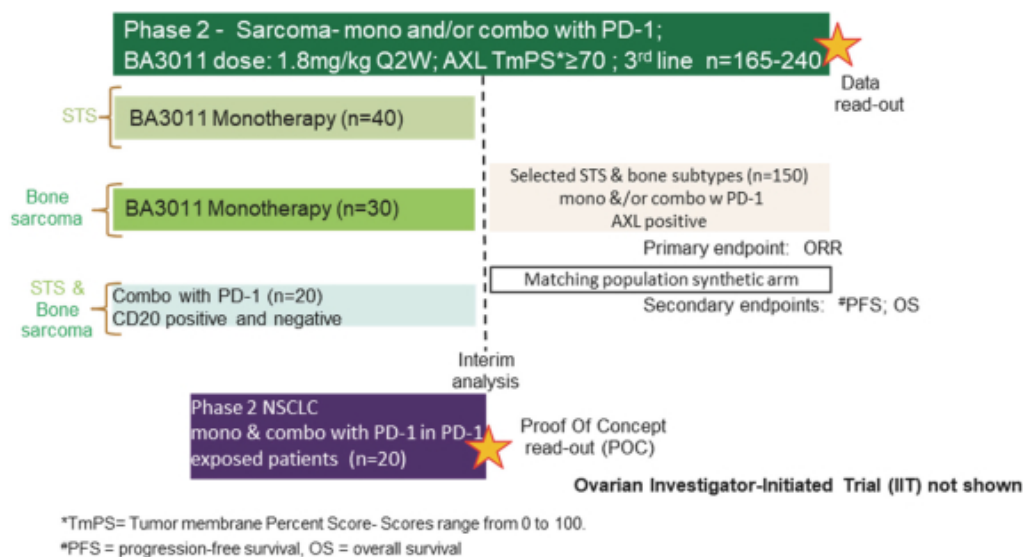 Phase 2 - Sarcoma- mono and/or combo with PD-1;
BA3011 dose: 1.8mg/kg Q2W; AXL TmPS*≥70 ; 3rd line n=165-240
Data
read-out
STS
BA3011 Monotherapy (n=40)
Bone
sarcoma
BA3011 Monotherapy (n=30)
Selected STS & bone subtypes (n=150)
mono &/or combo w PD-1
AXL positive
Primary endpoint: ORR
Matching population synthetic arm
Secondary endpoints: #PFS; OS
STS &
Bone
sarcoma
Combo with PD-1 (n=20)
CD20 positive and negative
Interim
analysis
Phase 2 NSCLC
mono & combo with PD-1 in PD-1
exposed patients (n=20)
Proof Of Concept
read-out (POC)
Ovarian Investigator-Initiated Trial (IIT) not shown
*TmPS= Tumor membrane Percent Score- Scores range from 0 to 100.
#PFS = progression-free survival, OS = overall survival